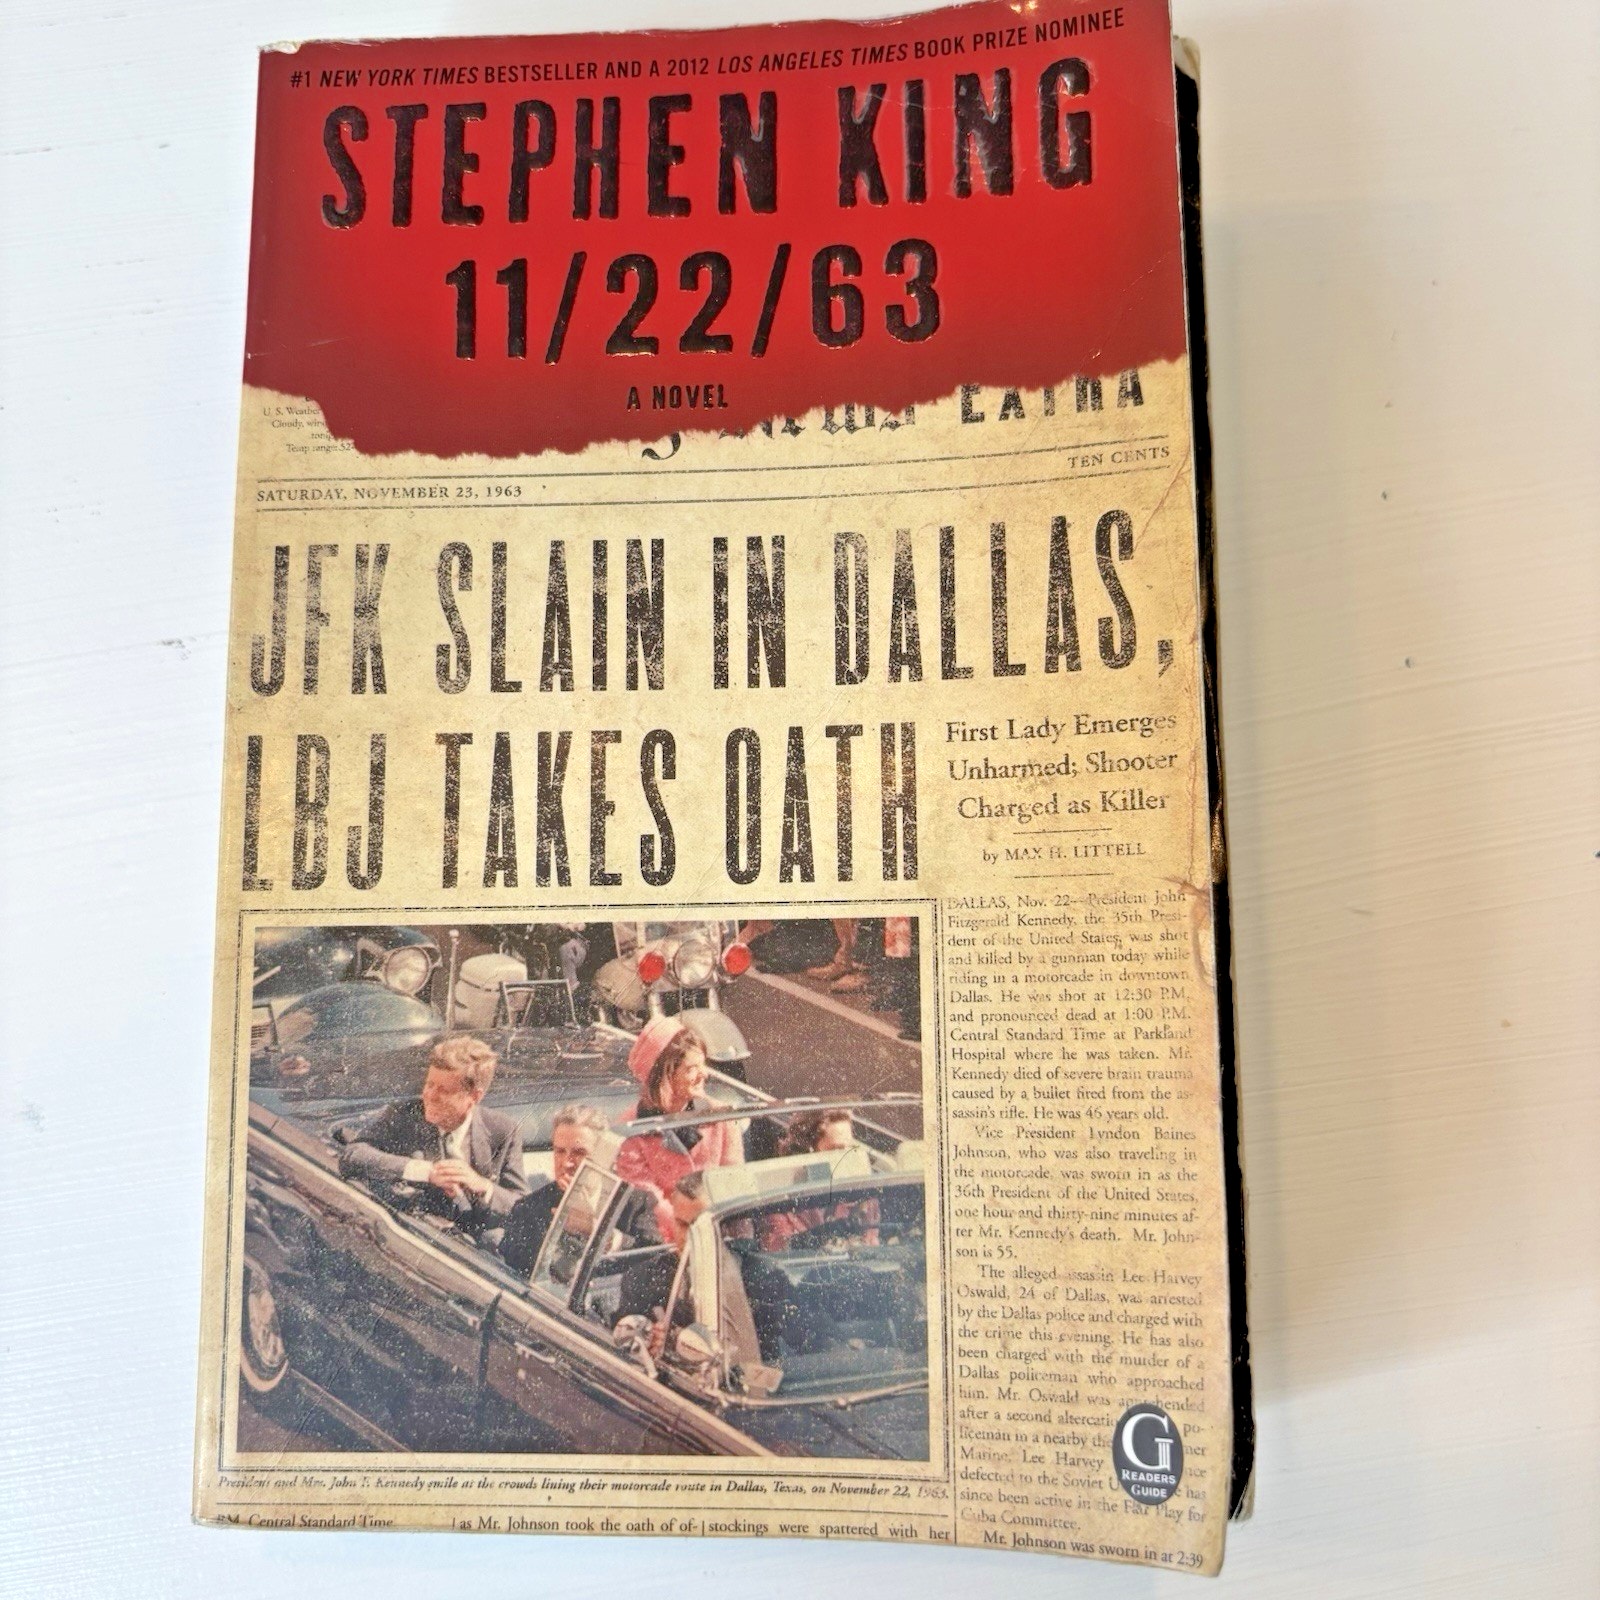 #1 NEW YORK TIMES BESTSELLER AND A 2012 LOS ANGELES TIMES BOOK PRIZE NOMINEE
STEPHEN KING
11/22/63
A NOVEL
EXTRA
U. S. Weather
Cloudy,
Temp range: 52
TEN CENTS
SATURDAY, NOVEMBER 23, 1963
JFK SLAIN IN DALLAS,
LBJ TAKES OATH
First Lady Emerges
Unharmed; Shooter
Charged as Killer
by MAX H. LITTELL
DALLAS, Nov. 22—President John
Fitzgerald Kennedy, the 35th Presi-
dent of the United States, was shot
and killed by a gunman today while
riding in a motorcade in downtown
Dallas. He was shot at 12:30 P.M.
and pronounced dead at 1:00 P.M.
Central Standard Time at Parkland
Hospital where he was taken. Mr.
Kennedy died of severe brain trauma
caused by a bullet fired from the as-
sassin's rifle. He was 46 years old.
Vice President Lyndon Baines
Johnson, who was also traveling in
the motorcade, was sworn in as the
36th President of the United States,
one hour and thirty-nine minutes af-
ter Mr. Kennedy's death. Mr. John-
son is 55.
The alleged assassin Lee Harvey
Oswald, 24 of Dallas, was arrested
by the Dallas police and charged with
the crime this evening. He has also
been charged with the murder of a
Dallas policeman who approached
him. Mr. Oswald was apprehended
after a second altercati po-
liceman in a nearby the mer
Marine, Lee Harvey nce
defected to the Soviet U e has
since been active in the Fair Play for
Cuba Committee.
Mr. Johnson was sworn in at 2:39
G
READERS
GUIDE
President and Mrs. John F. Kennedy smile at the crowds lining their motorcade route in Dallas, Texas, on November 22, 1963.
P.M. Central Standard Time
as Mr. Johnson took the oath of of-
stockings were spattered with her